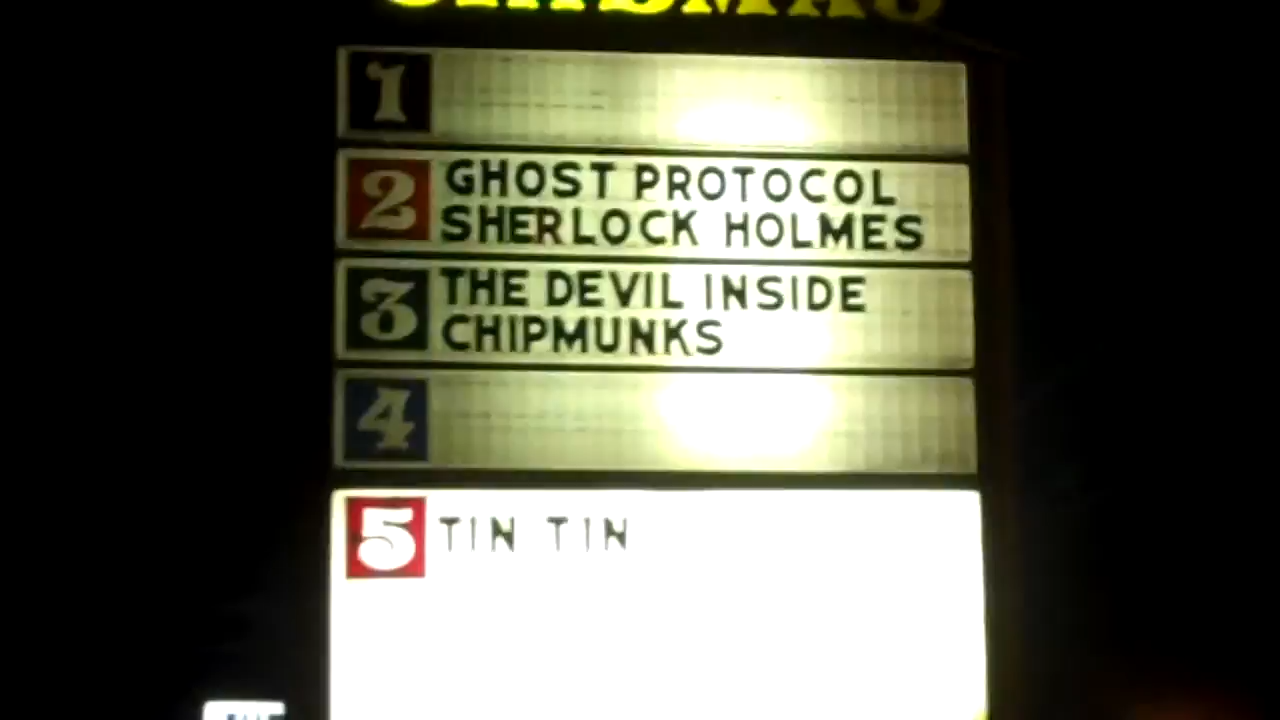 1
2 GHOST PROTOCOL
SHERLOCK HOLMES
3 THE DEVIL INSIDE
CHIPMUNKS
4
5 TIN TIN